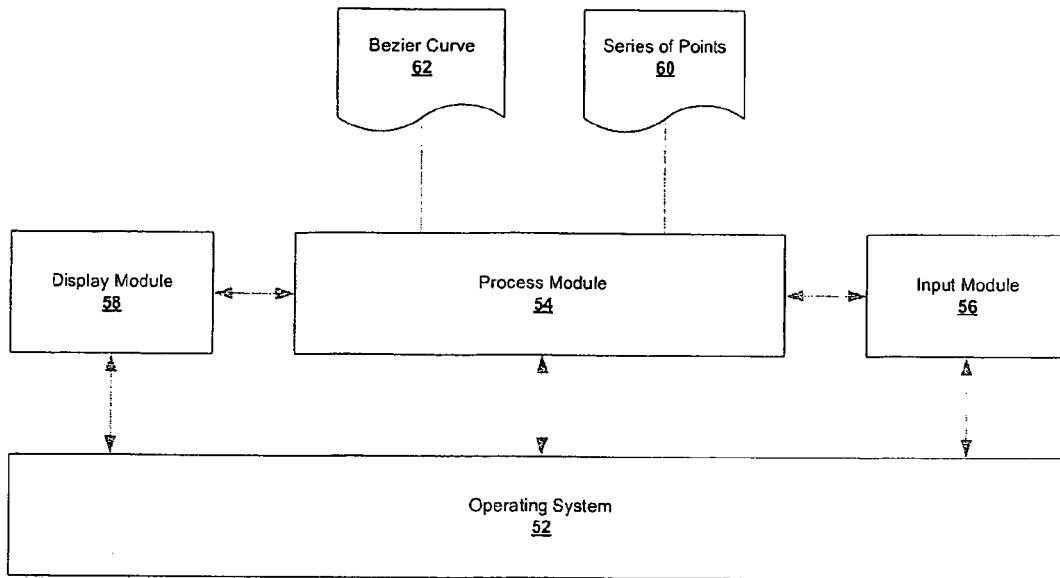 Bezier Curve
62
Series of Points
60
Display Module
58
Process Module
54
Input Module
56
Operating System
52